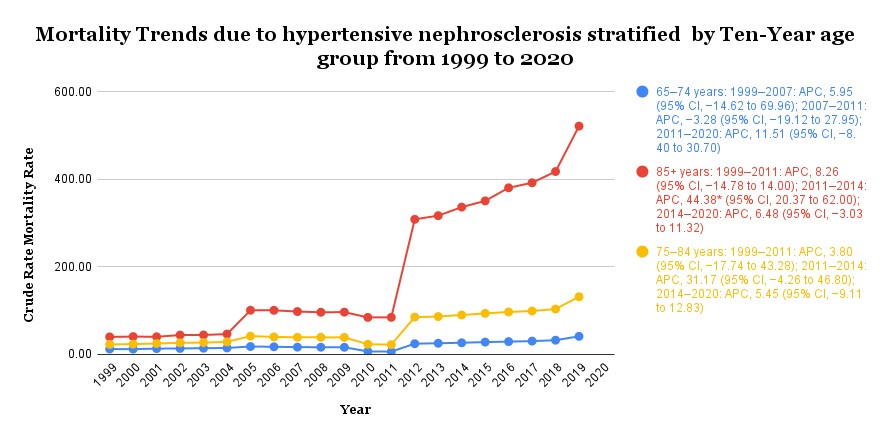 Mortality Trends due to hypertensive nephrosclerosis stratified  by Ten-Year age
group from 1999 to 2020
600.00
400.00
200.00
0.00
Crude Rate Mortality Rate
1999
2000
2001
2002
2003
2004
2005
2006
2007
2008
2009
2010
2011
2012
2013
2014
2015
2016
2017
2018
2019
2020
Year
65–74 years: 1999–2007: APC, 5.95
(95% CI, −14.62 to 69.96); 2007–2011:
APC, −3.28 (95% CI, −19.12 to 27.95);
2011–2020: APC, 11.51 (95% CI, −8.
40 to 30.70)
85+ years: 1999–2011: APC, 8.26
(95% CI, −14.78 to 14.00); 2011–2014:
APC, 44.38* (95% CI, 20.37 to 62.00);
2014–2020: APC, 6.48 (95% CI, −3.03
to 11.32)
75–84 years: 1999–2011: APC, 3.80
(95% CI, −17.74 to 43.28); 2011–2014:
APC, 31.17 (95% CI, −4.26 to 46.80);
2014–2020: APC, 5.45 (95% CI, −9.11
to 12.83)